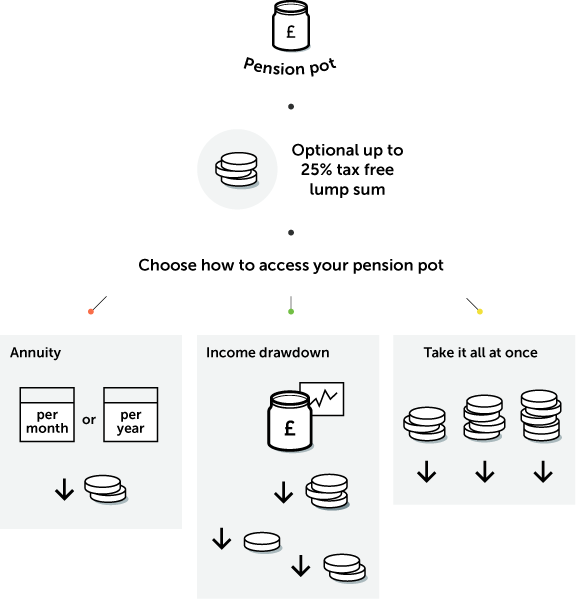 £
Pension pot
Optional up to
25% tax free
lump sum
Choose how to access your pension pot
Annuity
per
month
or
per
year
Income drawdown
£
Take it all at once